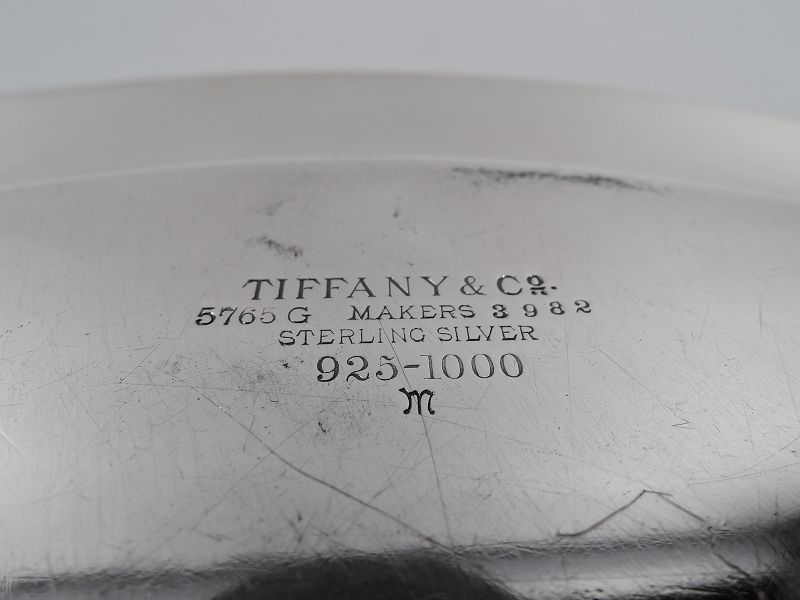 TIFFANY & Co.
5765 G MAKERS 3982
STERLING SILVER
925-1000
m